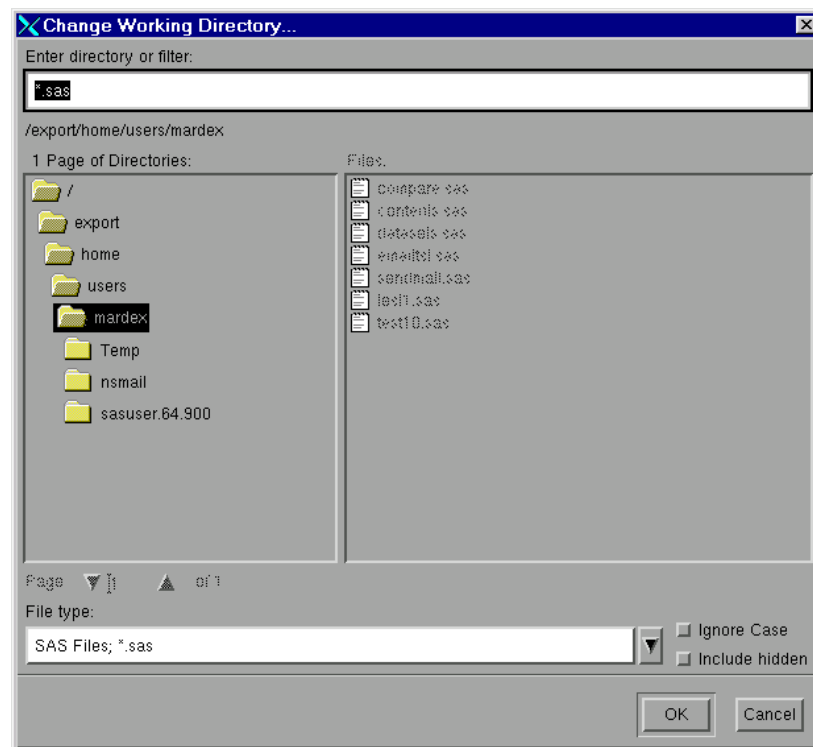 Change Working Directory...
Enter directory or filter:
*.sas
/export/home/users/mardex
1 Page of Directories:
Files:
/
export
home
users
mardex
Temp
nsmail
sasuser.64.900
compare.sas
contents.sas
datasets.sas
emailtst.sas
sendmail.sas
test1.sas
test10.sas
Page 1 of 1
File type:
SAS Files; *.sas
Ignore Case
Include hidden
OK
Cancel